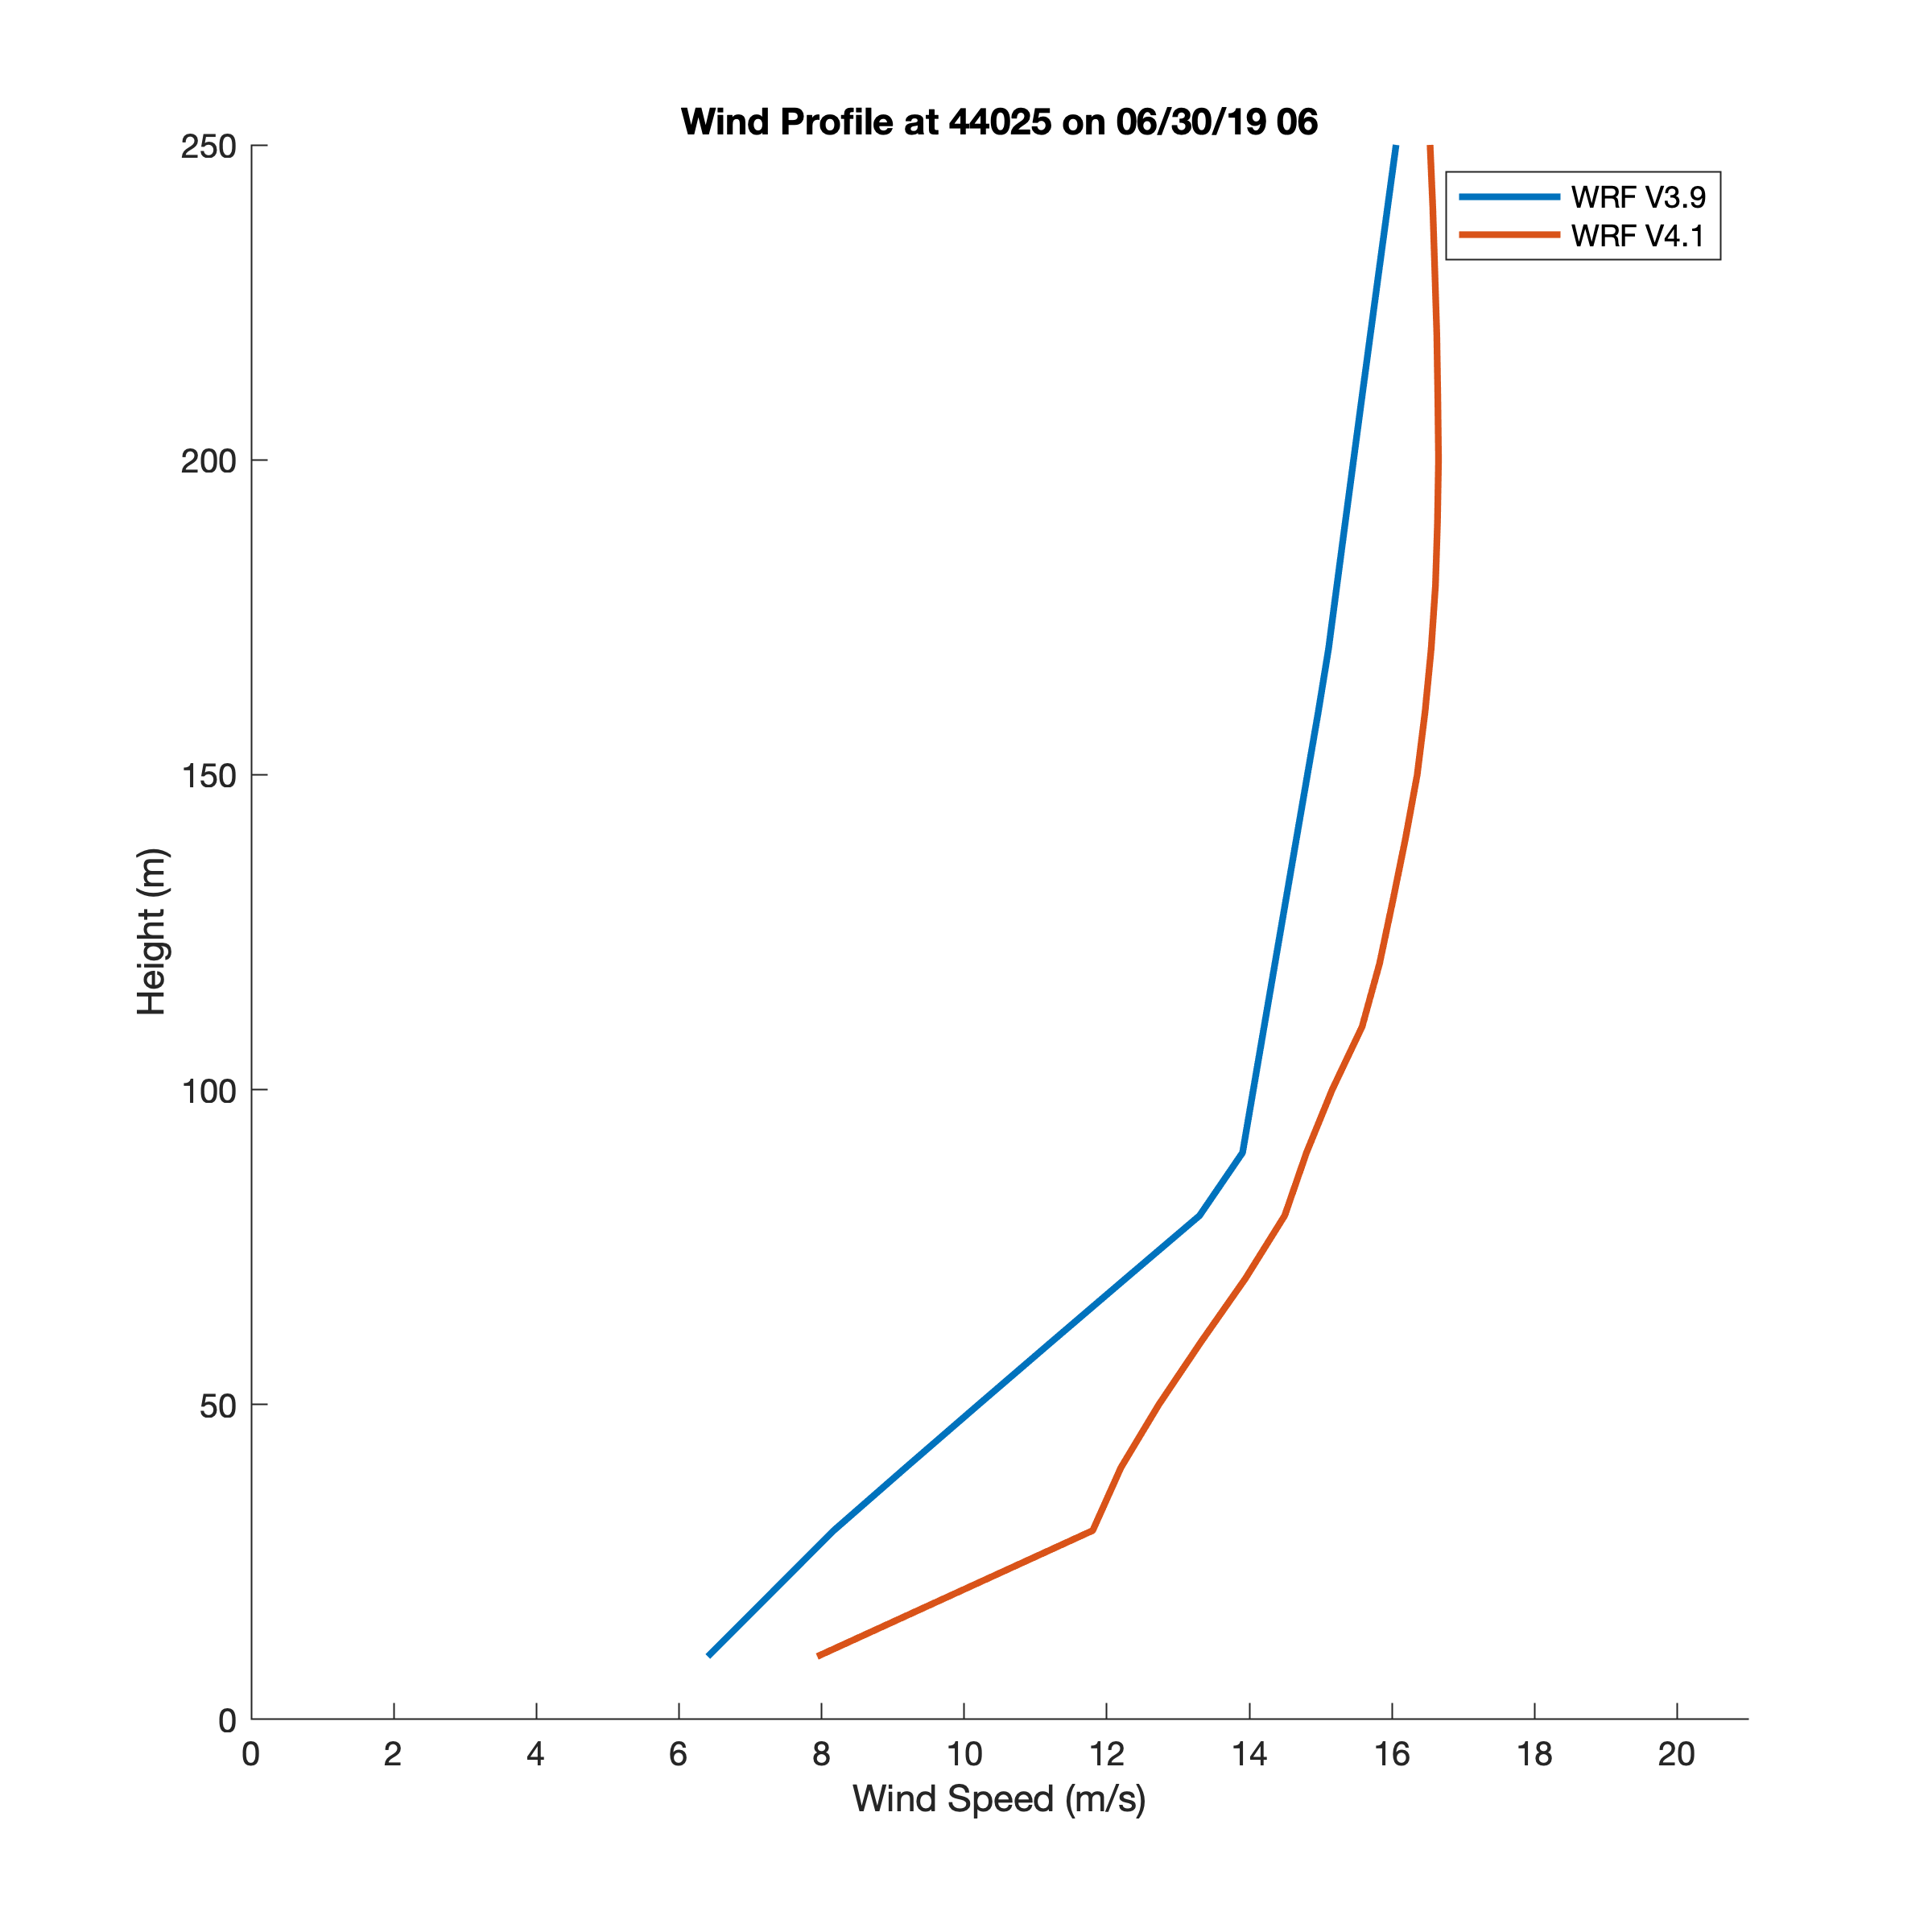 Wind Profile at 44025 on 06/30/19 06
250
200
150
100
50
0
Height (m)
WRF V3.9
WRF V4.1
0 2 4 6 8 10 12 14 16 18 20
Wind Speed (m/s)